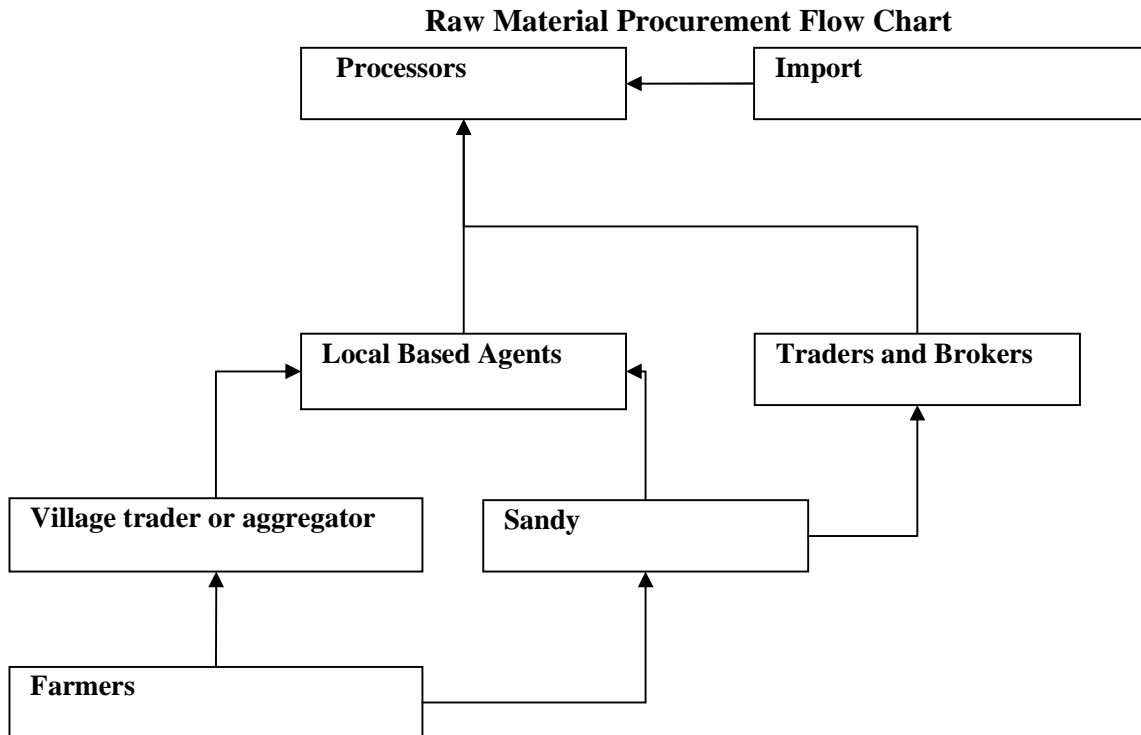 Raw Material Procurement Flow Chart
Processors
Import
Local Based Agents
Traders and Brokers
Village trader or aggregator
Sandy
Farmers